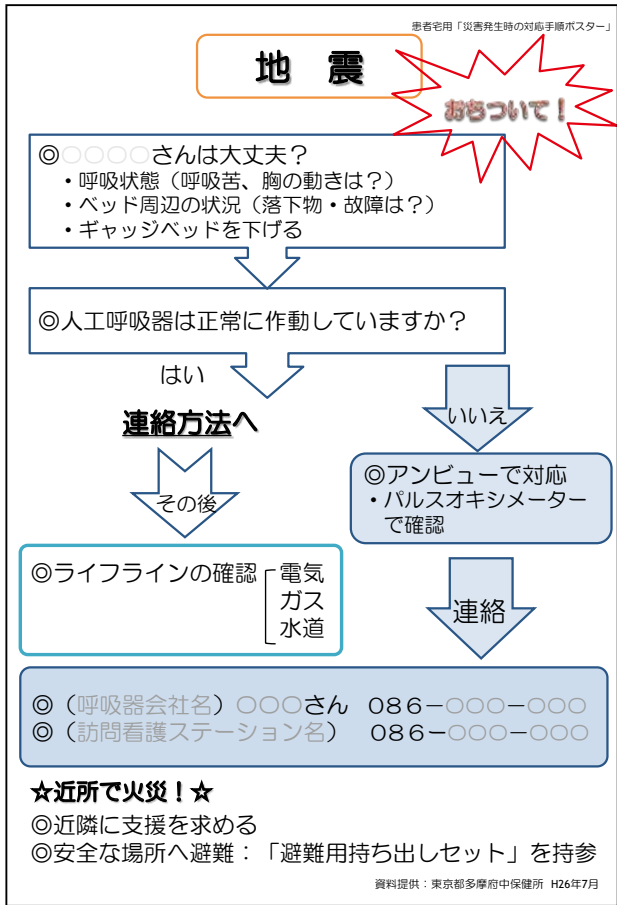 患者宅用「災害発生時の対応手順ポスター」
地　震
おちついて！
◎○○○○さんは大丈夫？
・呼吸状態（呼吸苦、胸の動きは？）
・ベッド周辺の状況（落下物・故障は？）
・ギャッジベッドを下げる
◎人工呼吸器は正常に作動していますか？
はい
いいえ
連絡方法へ
◎アンビューで対応
・パルスオキシメーター
で確認
その後
◎ライフラインの確認 電気
ガス
水道
連絡
◎（呼吸器会社名）○○○さん　086－○○○－○○○
◎（訪問看護ステーション名）　086－○○○－○○○
☆近所で火災！☆
◎近隣に支援を求める
◎安全な場所へ避難：「避難用持ち出しセット」を持参
資料提供：東京都多摩府中保健所　H26年7月